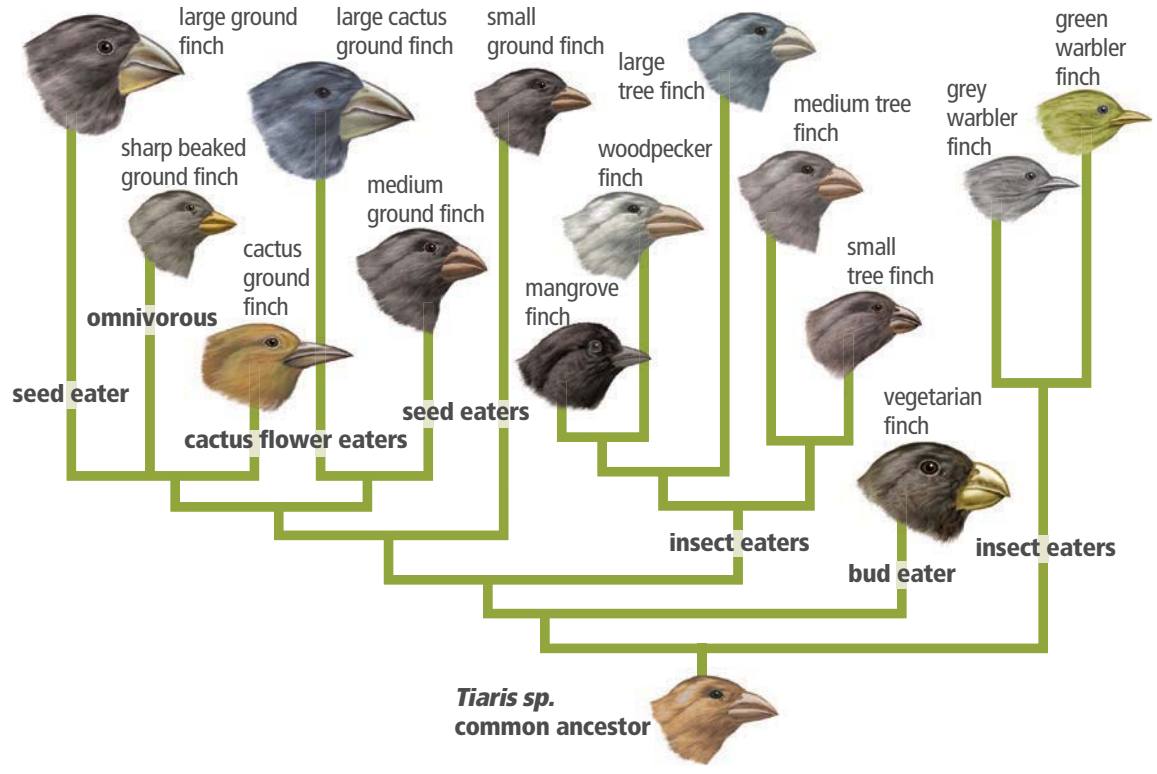 large ground
finch
large cactus
ground finch
small
ground finch
large
tree finch
green
warbler
finch
medium tree
finch
grey
warbler
finch
sharp beaked
ground finch
woodpecker
finch
medium
ground finch
cactus
ground
finch
small
tree finch
mangrove
finch
omnivorous
seed eater
seed eaters
cactus flower eaters
vegetarian
finch
insect eaters
insect eaters
bud eater
Tiaris sp.
common ancestor